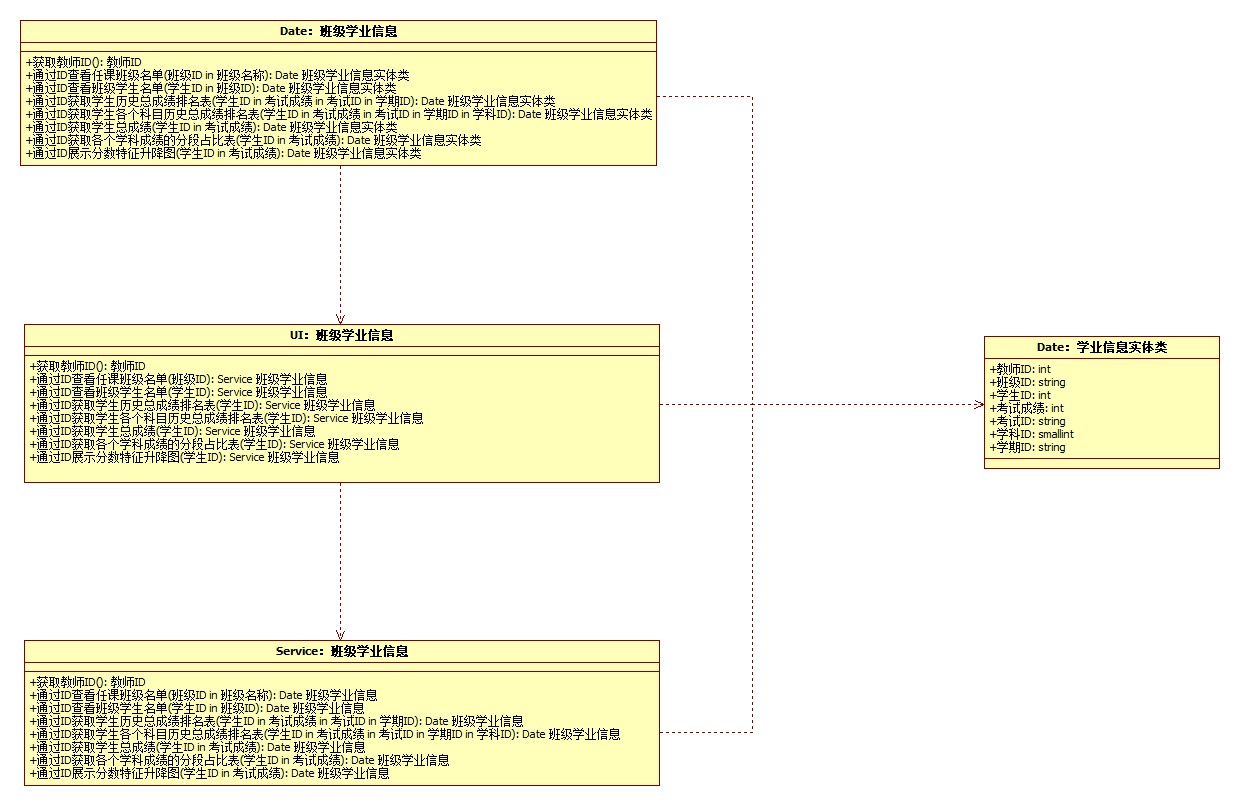 Date：班级学业信息
+获取教师ID(): 教师ID
+通过ID查看任课班级名单(班级ID in 班级名称): Date 班级学业信息实体类
+通过ID查看班级学生名单(学生ID in 班级ID): Date 班级学业信息实体类
+通过ID获取学生历史总成绩排名表(学生ID in 考试成绩 in 考试ID in 学期ID): Date 班级学业信息实体类
+通过ID获取学生各个科目历史总成绩排名表(学生ID in 考试成绩 in 考试ID in 学期ID in 学科ID): Date 班级学业信息实体类
+通过ID获取学生总成绩(学生ID in 考试成绩): Date 班级学业信息实体类
+通过ID获取各个学科成绩的分段占比表(学生ID in 考试成绩): Date 班级学业信息实体类
+通过ID展示分数特征升降图(学生ID in 考试成绩): Date 班级学业信息实体类
UI：班级学业信息
+获取教师ID(): 教师ID
+通过ID查看任课班级名单(班级ID): Service 班级学业信息
+通过ID查看班级学生名单(学生ID): Service 班级学业信息
+通过ID获取学生历史总成绩排名表(学生ID): Service 班级学业信息
+通过ID获取学生各个科目历史总成绩排名表(学生ID): Service 班级学业信息
+通过ID获取学生总成绩(学生ID): Service 班级学业信息
+通过ID获取各个学科成绩的分段占比表(学生ID): Service 班级学业信息
+通过ID展示分数特征升降图(学生ID): Service 班级学业信息
Date：学业信息实体类
+教师ID: int
+班级ID: string
+学生ID: int
+考试成绩: int
+考试ID: string
+学科ID: smallint
+学期ID: string
Service：班级学业信息
+获取教师ID(): 教师ID
+通过ID查看任课班级名单(班级ID in 班级名称): Date 班级学业信息
+通过ID查看班级学生名单(学生ID in 班级ID): Date 班级学业信息
+通过ID获取学生历史总成绩排名表(学生ID in 考试成绩 in 考试ID in 学期ID): Date 班级学业信息
+通过ID获取学生各个科目历史总成绩排名表(学生ID in 考试成绩 in 考试ID in 学期ID in 学科ID): Date 班级学业信息
+通过ID获取学生总成绩(学生ID in 考试成绩): Date 班级学业信息
+通过ID获取各个学科成绩的分段占比表(学生ID in 考试成绩): Date 班级学业信息
+通过ID展示分数特征升降图(学生ID in 考试成绩): Date 班级学业信息